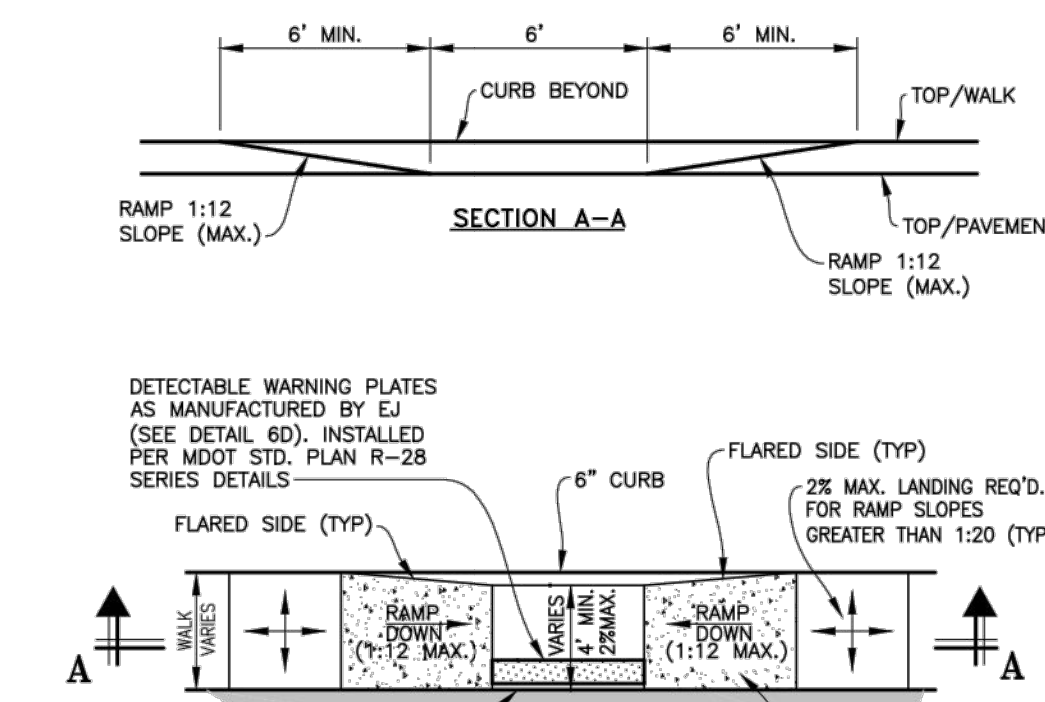 6' MIN.
6'
6' MIN.
CURB BEYOND
TOP/WALK
RAMP 1:12
SLOPE (MAX.)
SECTION A-A
TOP/PAVEMEN
RAMP 1:12
SLOPE (MAX.)
DETECTABLE WARNING PLATES
AS MANUFACTURED BY EJ
(SEE DETAIL 6D). INSTALLED
PER MDOT STD. PLAN R-28
SERIES DETAILS
FLARED SIDE (TYP)
6" CURB
FLARED SIDE (TYP)
2% MAX. LANDING REQ'D.
FOR RAMP SLOPES
GREATER THAN 1:20 (TYP
WALK
VARIES
RAMP
DOWN
(1:12 MAX.)
VARIES
4' MIN.
2%MAX.
RAMP
DOWN
(1:12 MAX.)
A
A